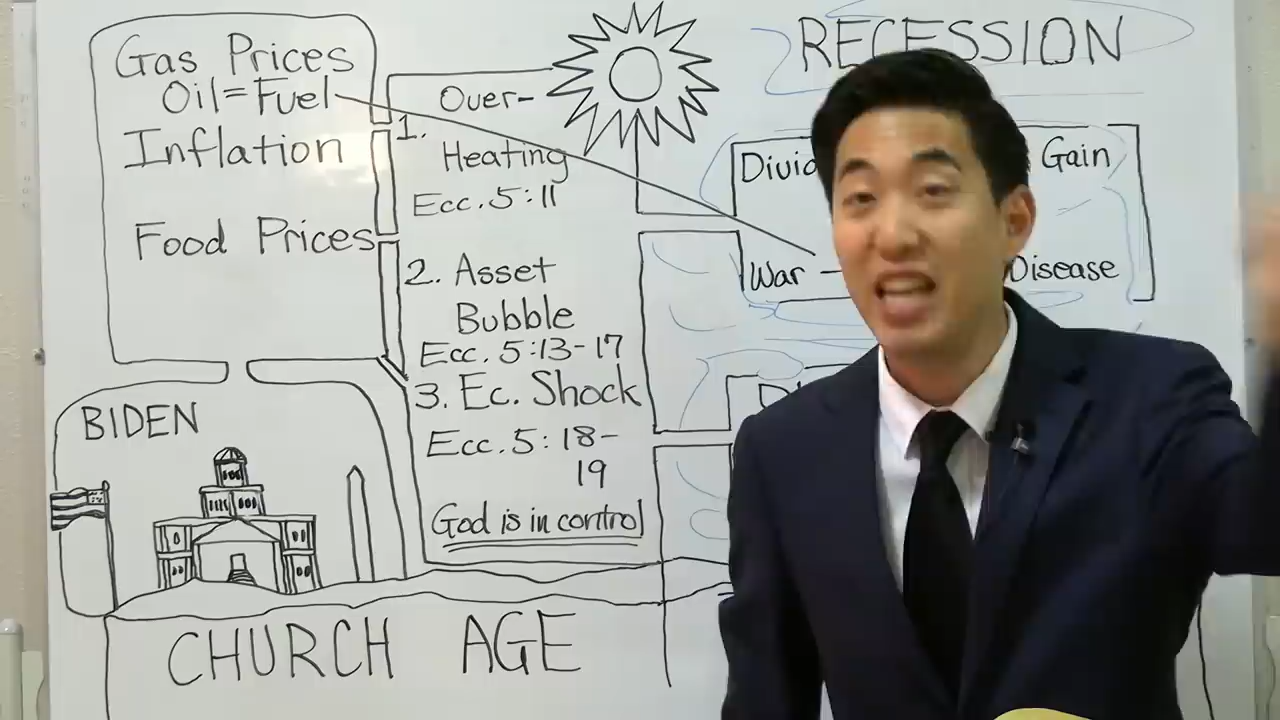 Gas Prices
Oil=Fuel
Inflation
Food Prices
BIDEN
Over-
1.
Heating
Ecc. 5:11
2. Asset
Bubble
Ecc. 5:13-17
3. Ec. Shock
Ecc. 5:18-
19
God is in control
RECESSION
Gain
War -
Disease
CHURCH AGE